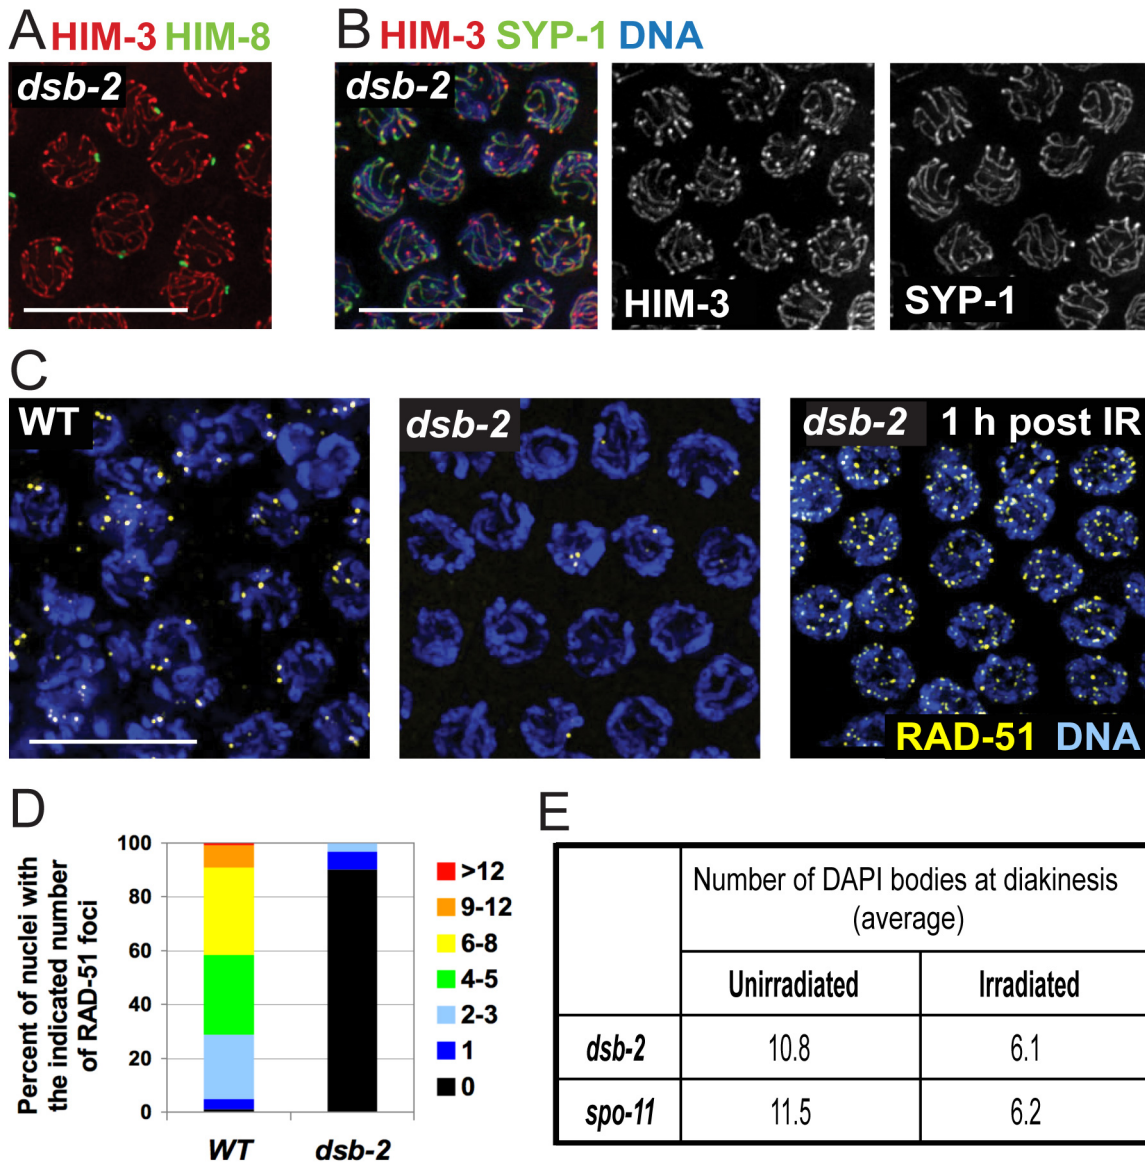 A HIM-3 HIM-8
dsb-2
B HIM-3 SYP-1 DNA
dsb-2
HIM-3
SYP-1
C
WT
dsb-2
dsb-2 1 h post IR
RAD-51 DNA
D
Percent of nuclei with
the indicated number
of RAD-51 foci
100
80
60
40
20
0
WT
dsb-2
>12
9-12
6-8
4-5
2-3
1
0
E
Number of DAPI bodies at diakinesis
(average)
Unirradiated Irradiated
dsb-2 10.8 6.1
spo-11 11.5 6.2